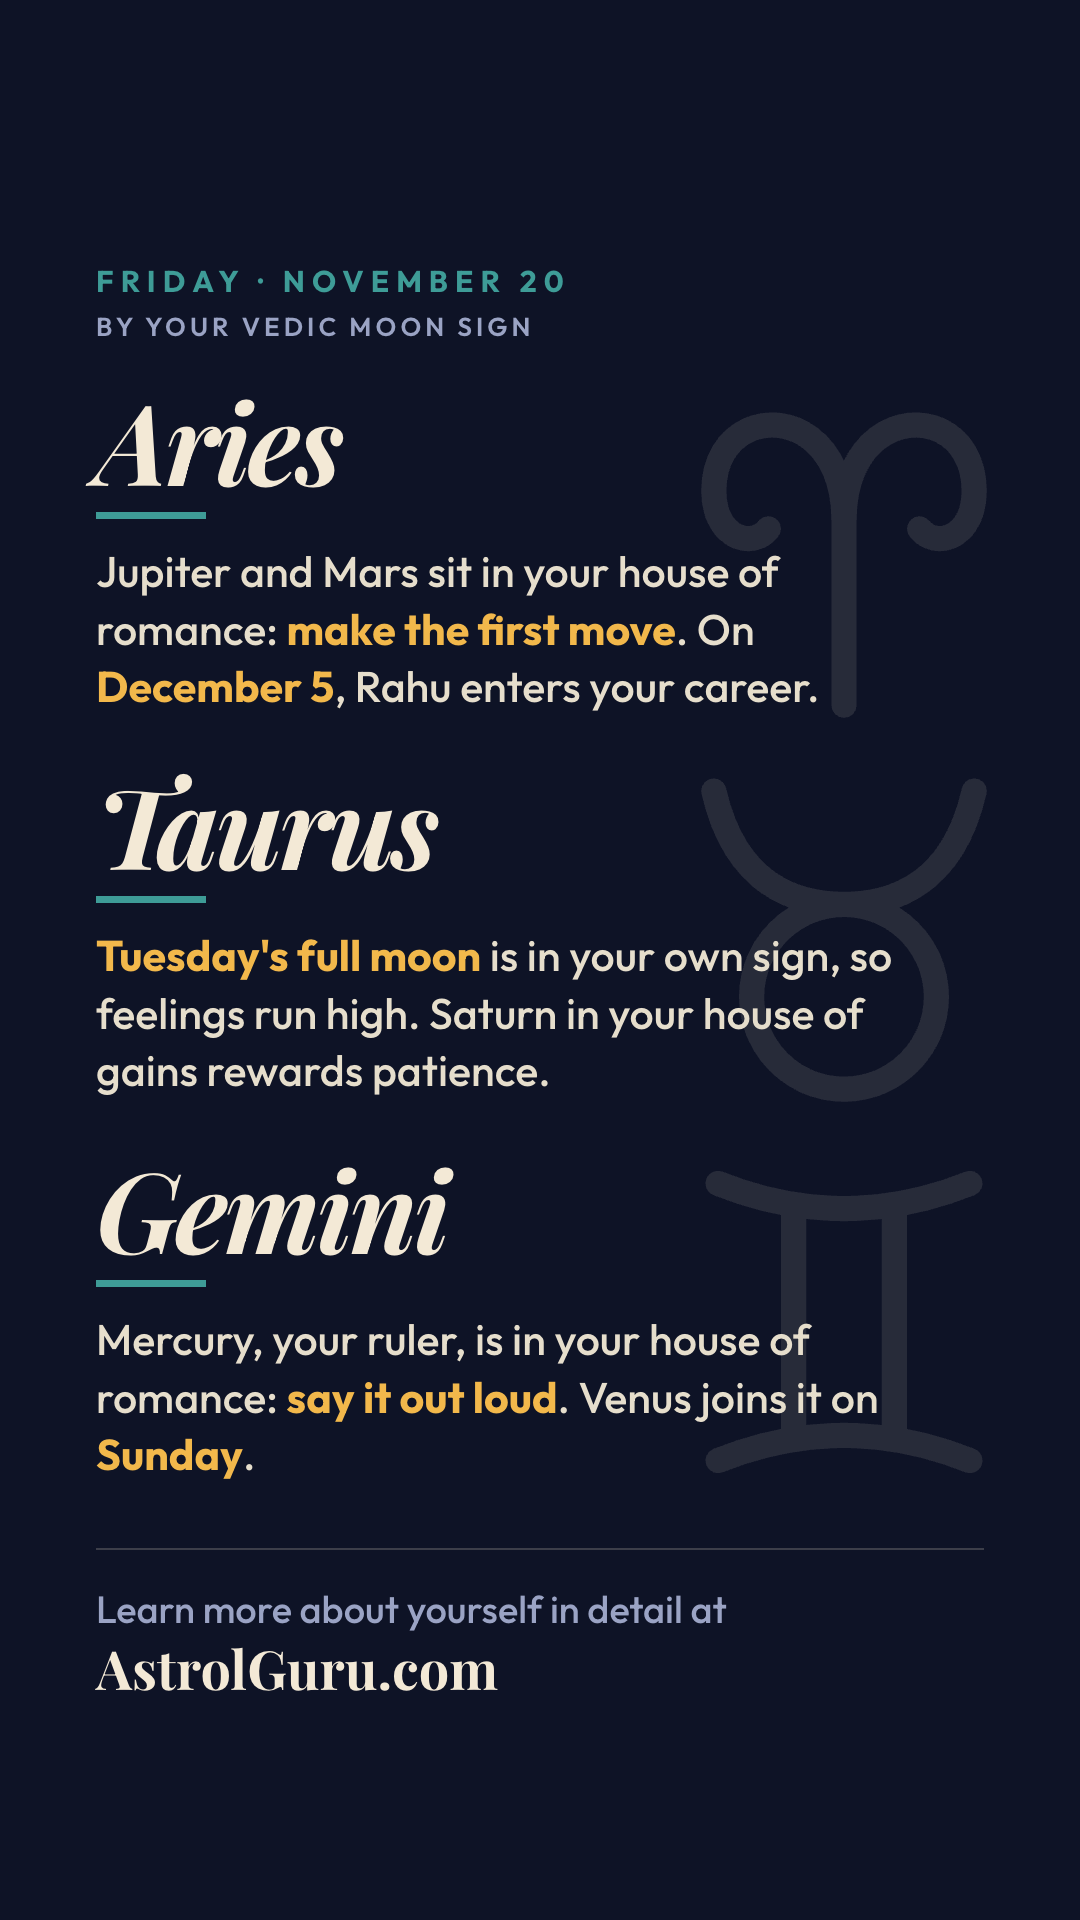 FRIDAY · NOVEMBER 20
BY YOUR VEDIC MOON SIGN
Aries
Jupiter and Mars sit in your house of
romance: make the first move. On
December 5, Rahu enters your career.
Taurus
Tuesday's full moon is in your own sign, so
feelings run high. Saturn in your house of
gains rewards patience.
Gemini
Mercury, your ruler, is in your house of
romance: say it out loud. Venus joins it on
Sunday.
Learn more about yourself in detail at
AstrolGuru.com